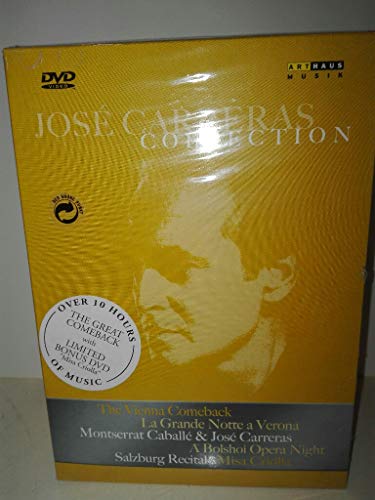 DVD
VIDEO
ARTHAUS
MUSIK
JOSÉ CARRERAS
COLLECTION
OVER 10 HOURS
THE GREAT
COMEBACK
with
LIMITED
BONUS DVD
"Misa Criolla"
OF MUSIC
The Vienna Comeback
La Grande Notte a Verona
Montserrat Caballé & José Carreras
A Bolshoi Opera Night
Salzburg Recital Misa Criolla